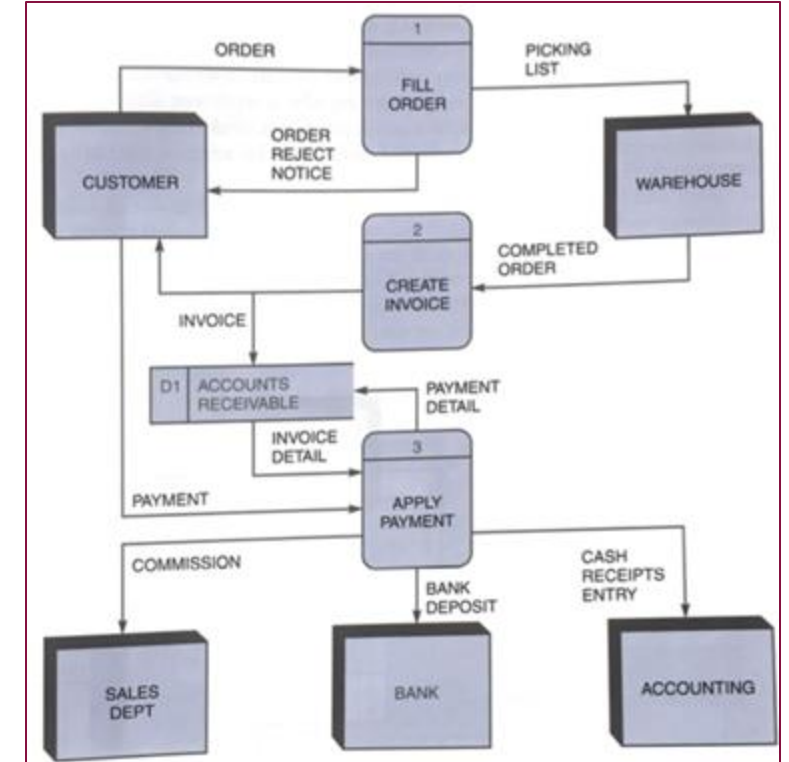 1
FILL
ORDER
ORDER
PICKING
LIST
ORDER
REJECT
NOTICE
CUSTOMER
WAREHOUSE
2
CREATE
INVOICE
COMPLETED
ORDER
INVOICE
D1
ACCOUNTS
RECEIVABLE
PAYMENT
DETAIL
INVOICE
DETAIL
3
APPLY
PAYMENT
PAYMENT
COMMISSION
BANK
DEPOSIT
CASH
RECEIPTS
ENTRY
SALES
DEPT
BANK
ACCOUNTING